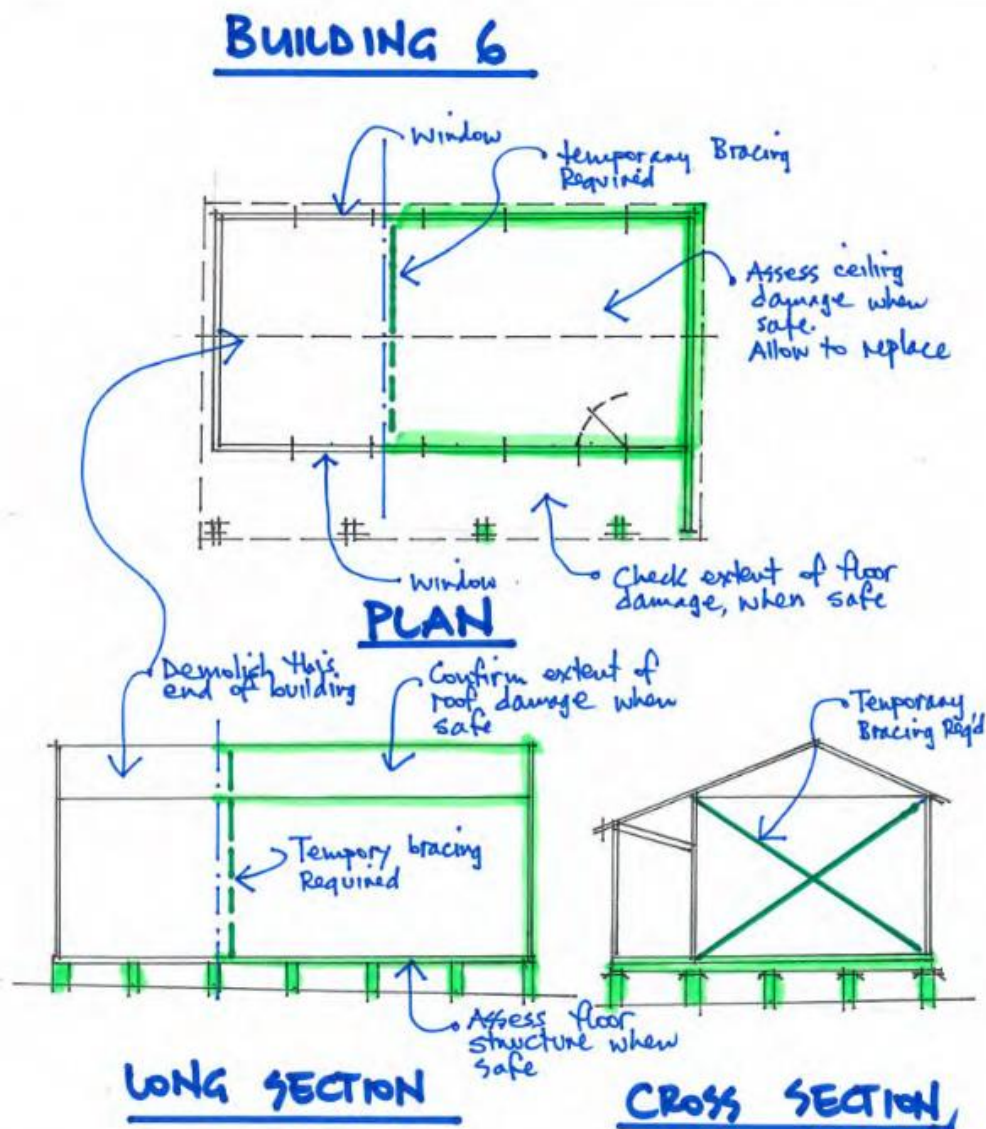 BUILDING 6
Window
temporary Bracing
Required
Assess ceiling
damage when
safe.
Allow to replace
Window
Check extent of floor
damage, when safe
PLAN
Demolish this
end of building
Confirm extent of
roof damage when
safe
Temporary
Bracing Req'd
Tempory bracing
Required
Assess floor
structure when
safe
LONG SECTION
CROSS SECTION